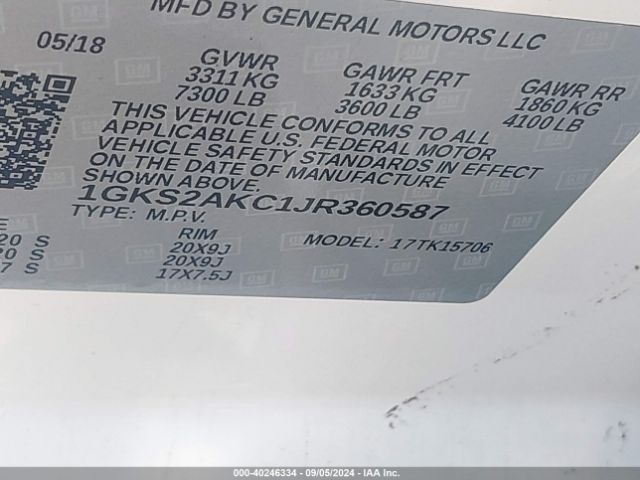 MFD BY GENERAL MOTORS LLC
05/18 GVWR GAWR FRT GAWR RR
3311 KG 1633 KG 1860 KG
7300 LB 3600 LB 4100 LB
THIS VEHICLE CONFORMS TO ALL
APPLICABLE U.S. FEDERAL MOTOR
VEHICLE SAFETY STANDARDS IN EFFECT
ON THE DATE OF MANUFACTURE
SHOWN ABOVE.
1GKS2AKC1JR360587
TYPE: M.P.V. MODEL: 17TK15706
E RIM
20 S 20X9J
20 S 20X9J
7 S 17X7.5J
000-40246334 - 09/05/2024 - IAA Inc.